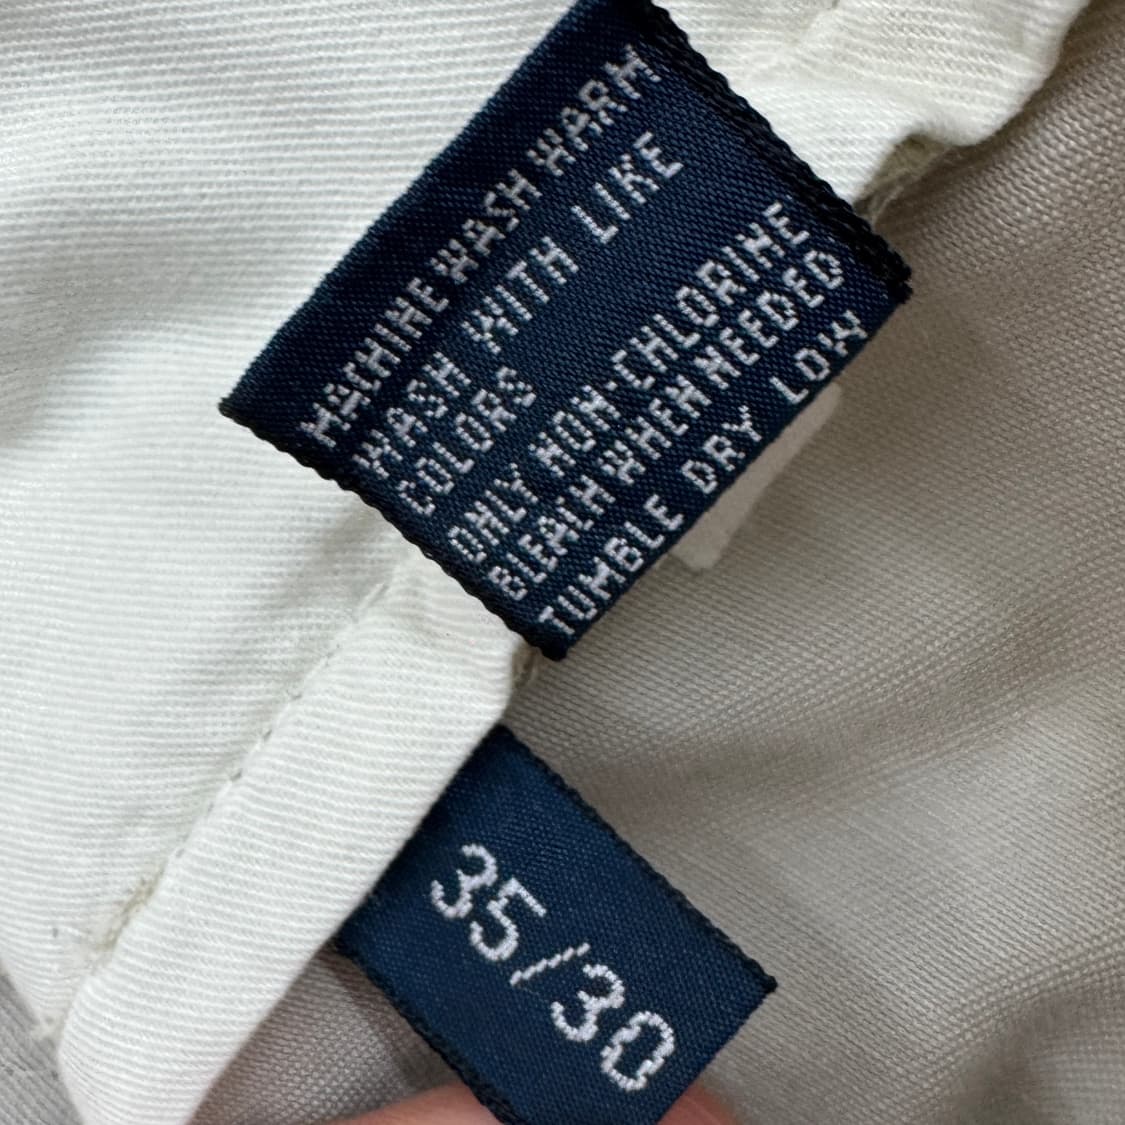 MACHINE WASH WARM
WASH WITH LIKE
COLORS
ONLY NON-CHLORINE
BLEACH WHEN NEEDED
TUMBLE DRY LOW
35/30